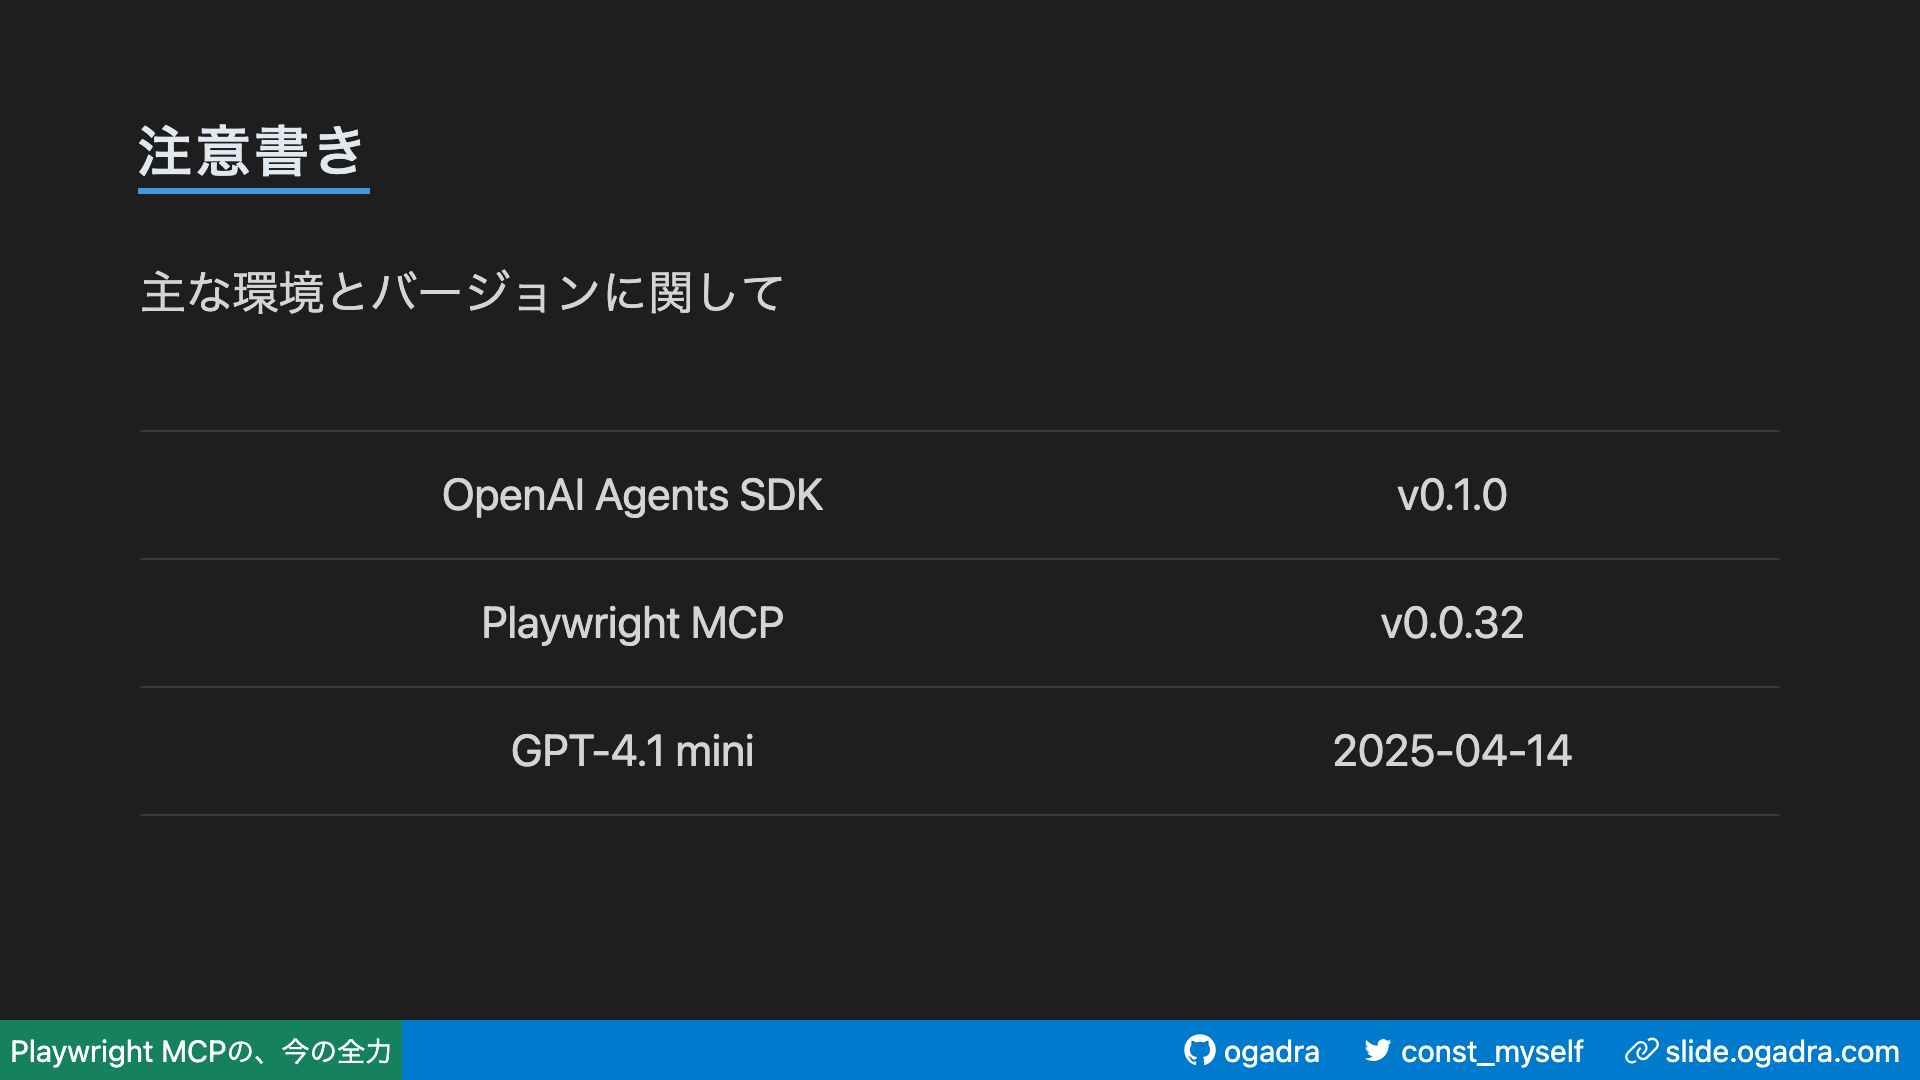 注意書き
主な環境とバージョンに関して
OpenAI Agents SDK v0.1.0
Playwright MCP v0.0.32
GPT-4.1 mini 2025-04-14
Playwright MCPの、今の全力 ogadra const_myself slide.ogadra.com